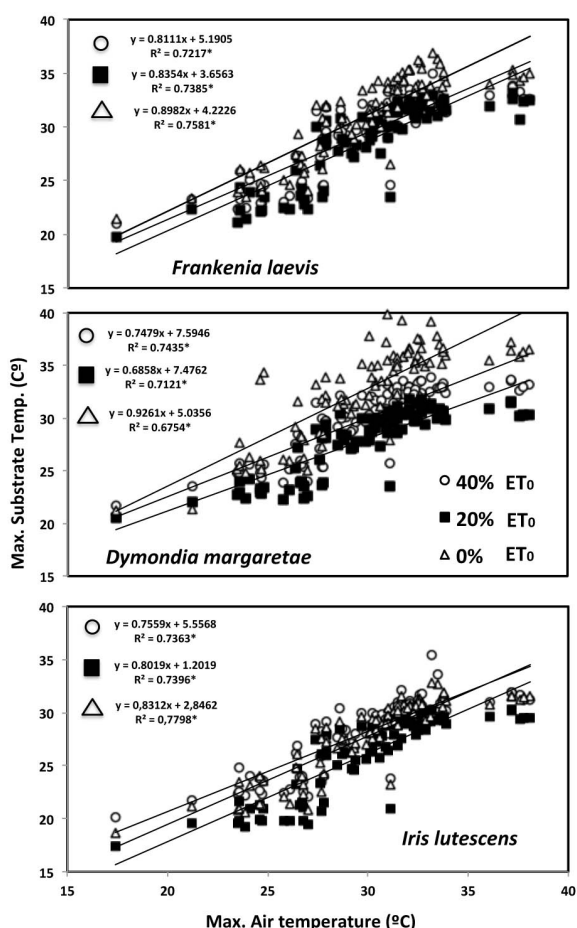 40
35
30
25
20
15
y = 0.8111x + 5.1905
R² = 0.7217*
y = 0.8354x + 3.6563
R² = 0.7385*
y = 0.8982x + 4.2226
R² = 0.7581*
Frankenia laevis
Max. Substrate Temp. (Cº)
40
35
30
25
20
15
y = 0.7479x + 7.5946
R² = 0.7435*
y = 0.6858x + 7.4762
R² = 0.7121*
y = 0.9261x + 5.0356
R² = 0.6754*
40% ET₀
20% ET₀
0% ET₀
Dymondia margaretae
40
35
30
25
20
15
y = 0.7559x + 5.5568
R² = 0.7363*
y = 0.8019x + 1.2019
R² = 0.7396*
y = 0,8312x + 2,8462
R² = 0,7798*
Iris lutescens
15 20 25 30 35 40
Max. Air temperature (ºC)